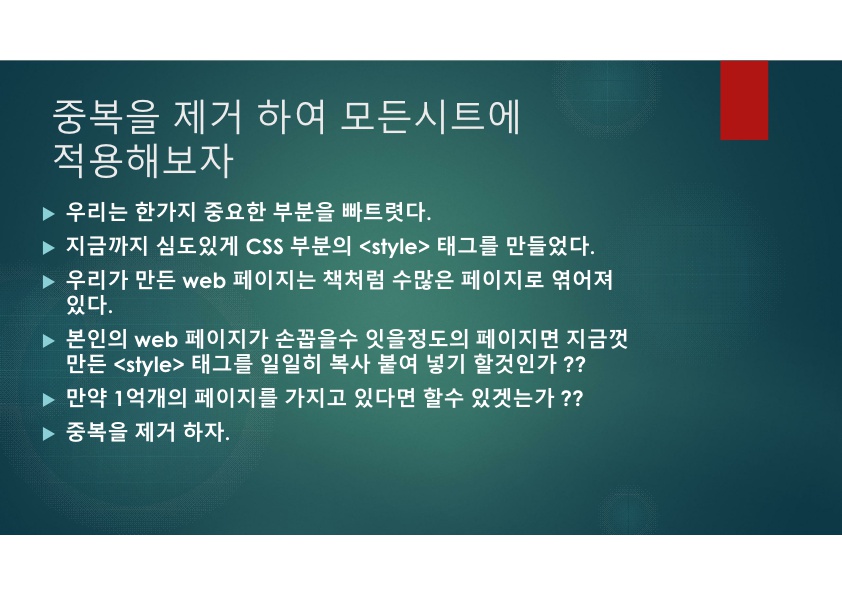 중복을 제거 하여 모든시트에
적용해보자
우리는 한가지 중요한 부분을 빠트렷다.
지금까지 심도있게 CSS 부분의 <style> 태그를 만들었다.
우리가 만든 web 페이지는 책처럼 수많은 페이지로 엮어져
있다.
본인의 web 페이지가 손꼽을수 잇을정도의 페이지면 지금껏
만든 <style> 태그를 일일히 복사 붙여 넣기 할것인가 ??
만약 1억개의 페이지를 가지고 있다면 할수 있겟는가 ??
중복을 제거 하자.